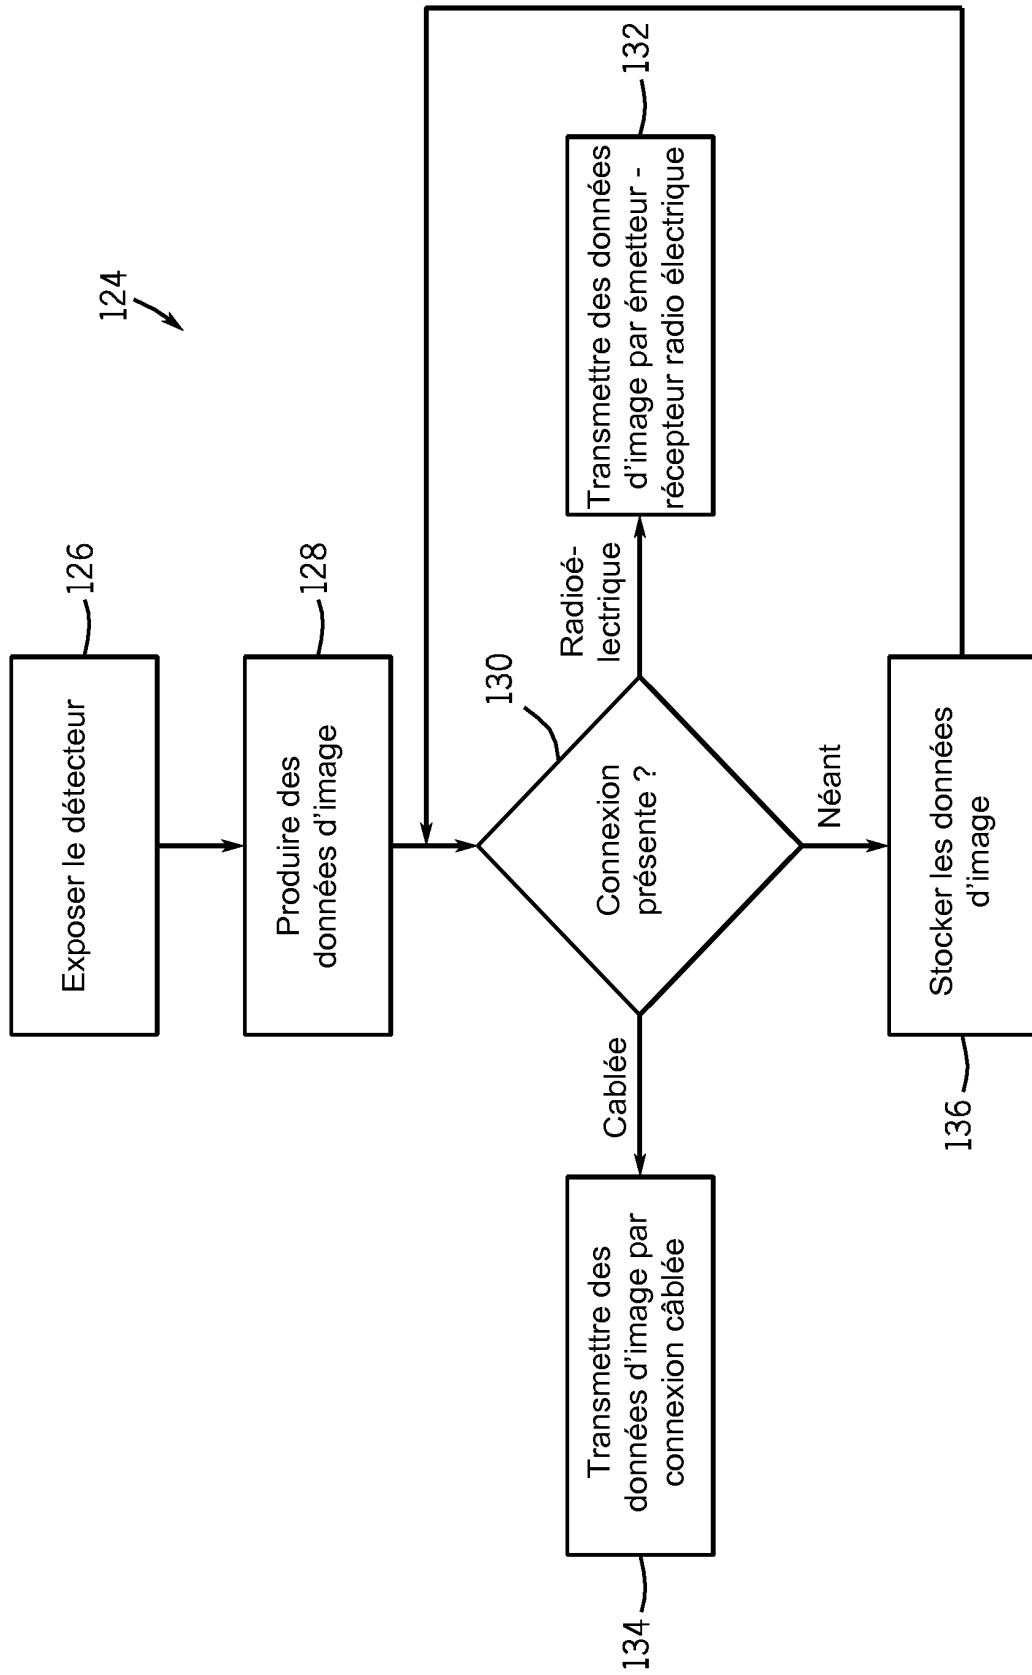 124
Exposer le détecteur
126
Produire des
données d'image
128
Connexion
présente ?
130
Radioé-
lectrique
Transmettre des données
d'image par émetteur -
récepteur radio électrique
132
Cablée
Transmettre des
données d'image par
connexion câblée
134
Néant
Stocker les données
d'image
136